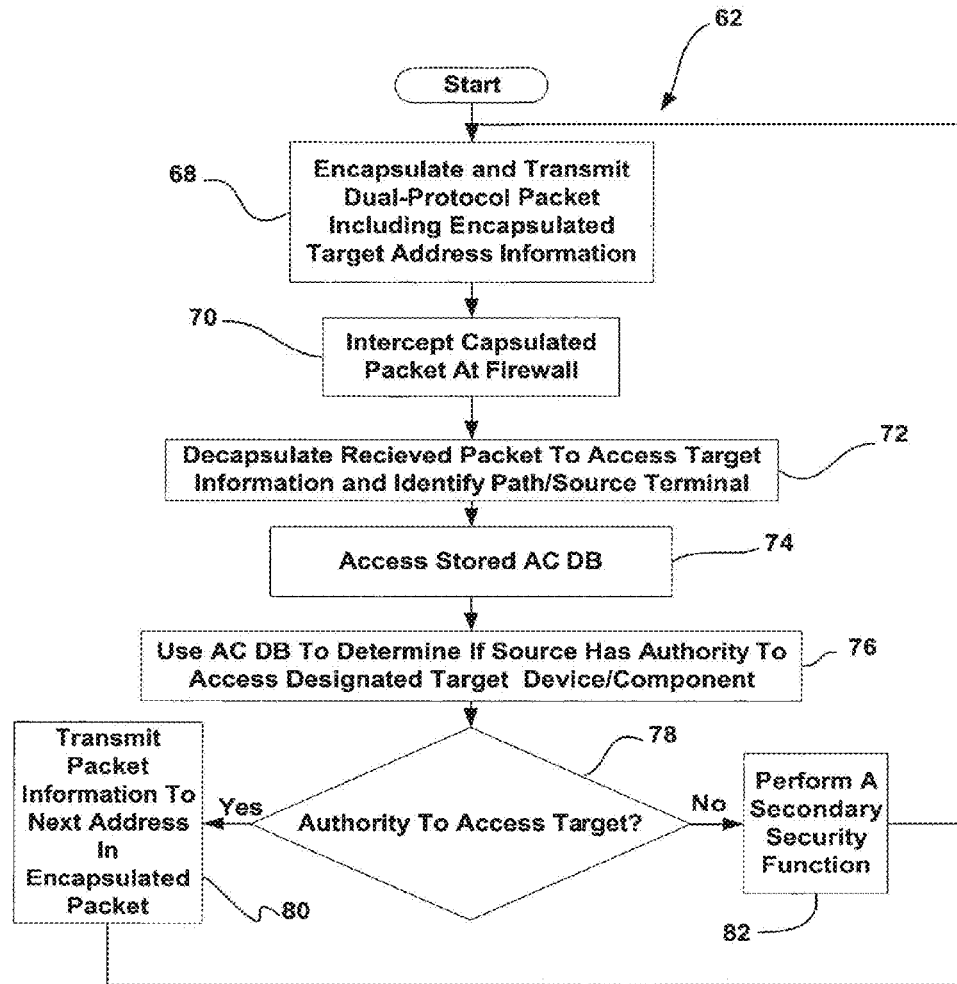 62
Start
68
Encapsulate and Transmit
Dual-Protocol Packet
Including Encapsulated
Target Address Information
70
Intercept Capsulated
Packet At Firewall
72
Decapsulate Recieved Packet To Access Target
Information and Identify Path/Source Terminal
74
Access Stored AC DB
76
Use AC DB To Determine If Source Has Authority To
Access Designated Target Device/Component
78
Transmit
Packet
Information To
Next Address
In
Encapsulated
Packet
80
Yes
Authority To Access Target?
No
Perform A
Secondary
Security
Function
82